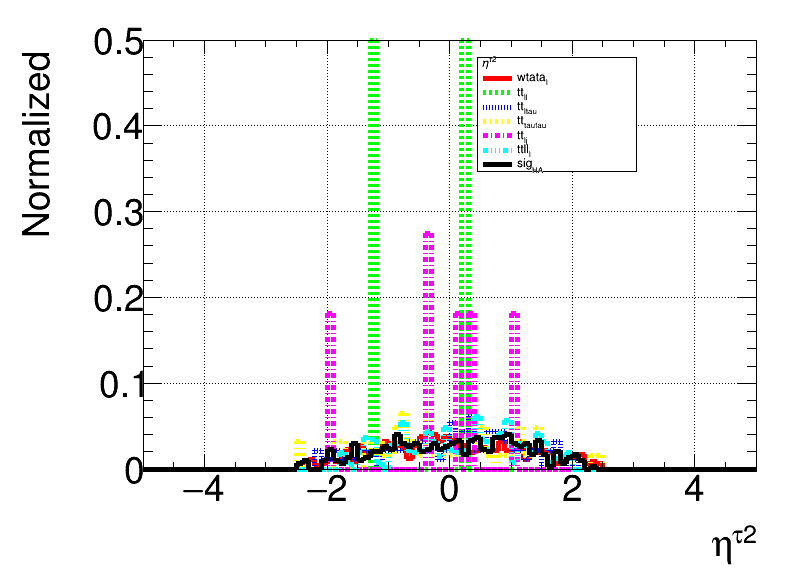 Normalized
0.5
0.4
0.3
0.2
0.1
0
−4
−2
0
2
4
η^τ2
η^τ2
wtata_l
tt_ll
tt_ltau
tt_tautau
tt_lj
ttll_l
sig_HA